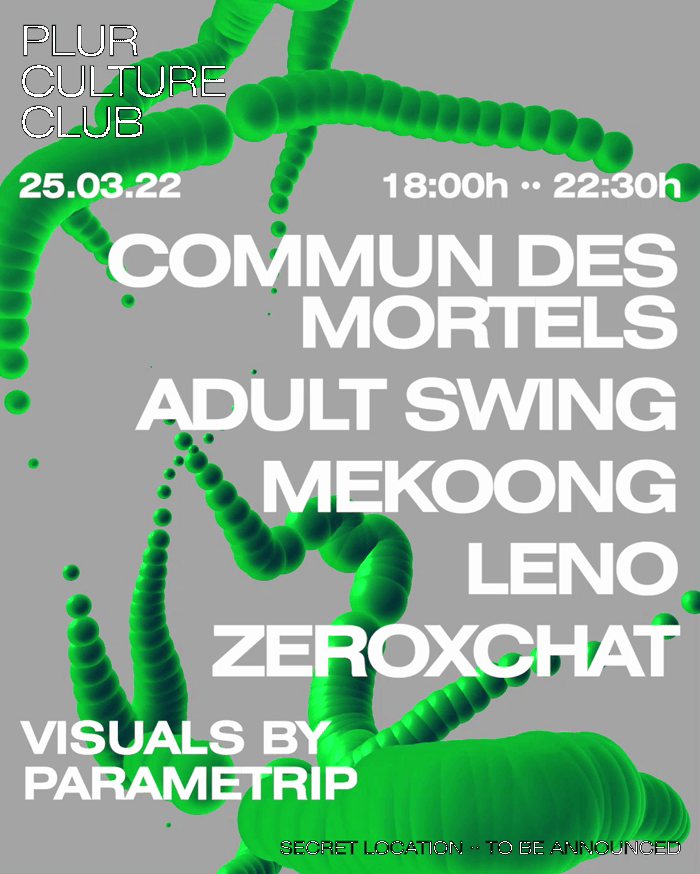 PLUR
CULTURE
CLUB
25.03.22 18:00h •• 22:30h
COMMUN DES
MORTELS
ADULT SWING
MEKOONG
LENO
ZEROXCHAT
VISUALS BY
PARAMETRIP
SECRET LOCATION •• TO BE ANNOUNCED